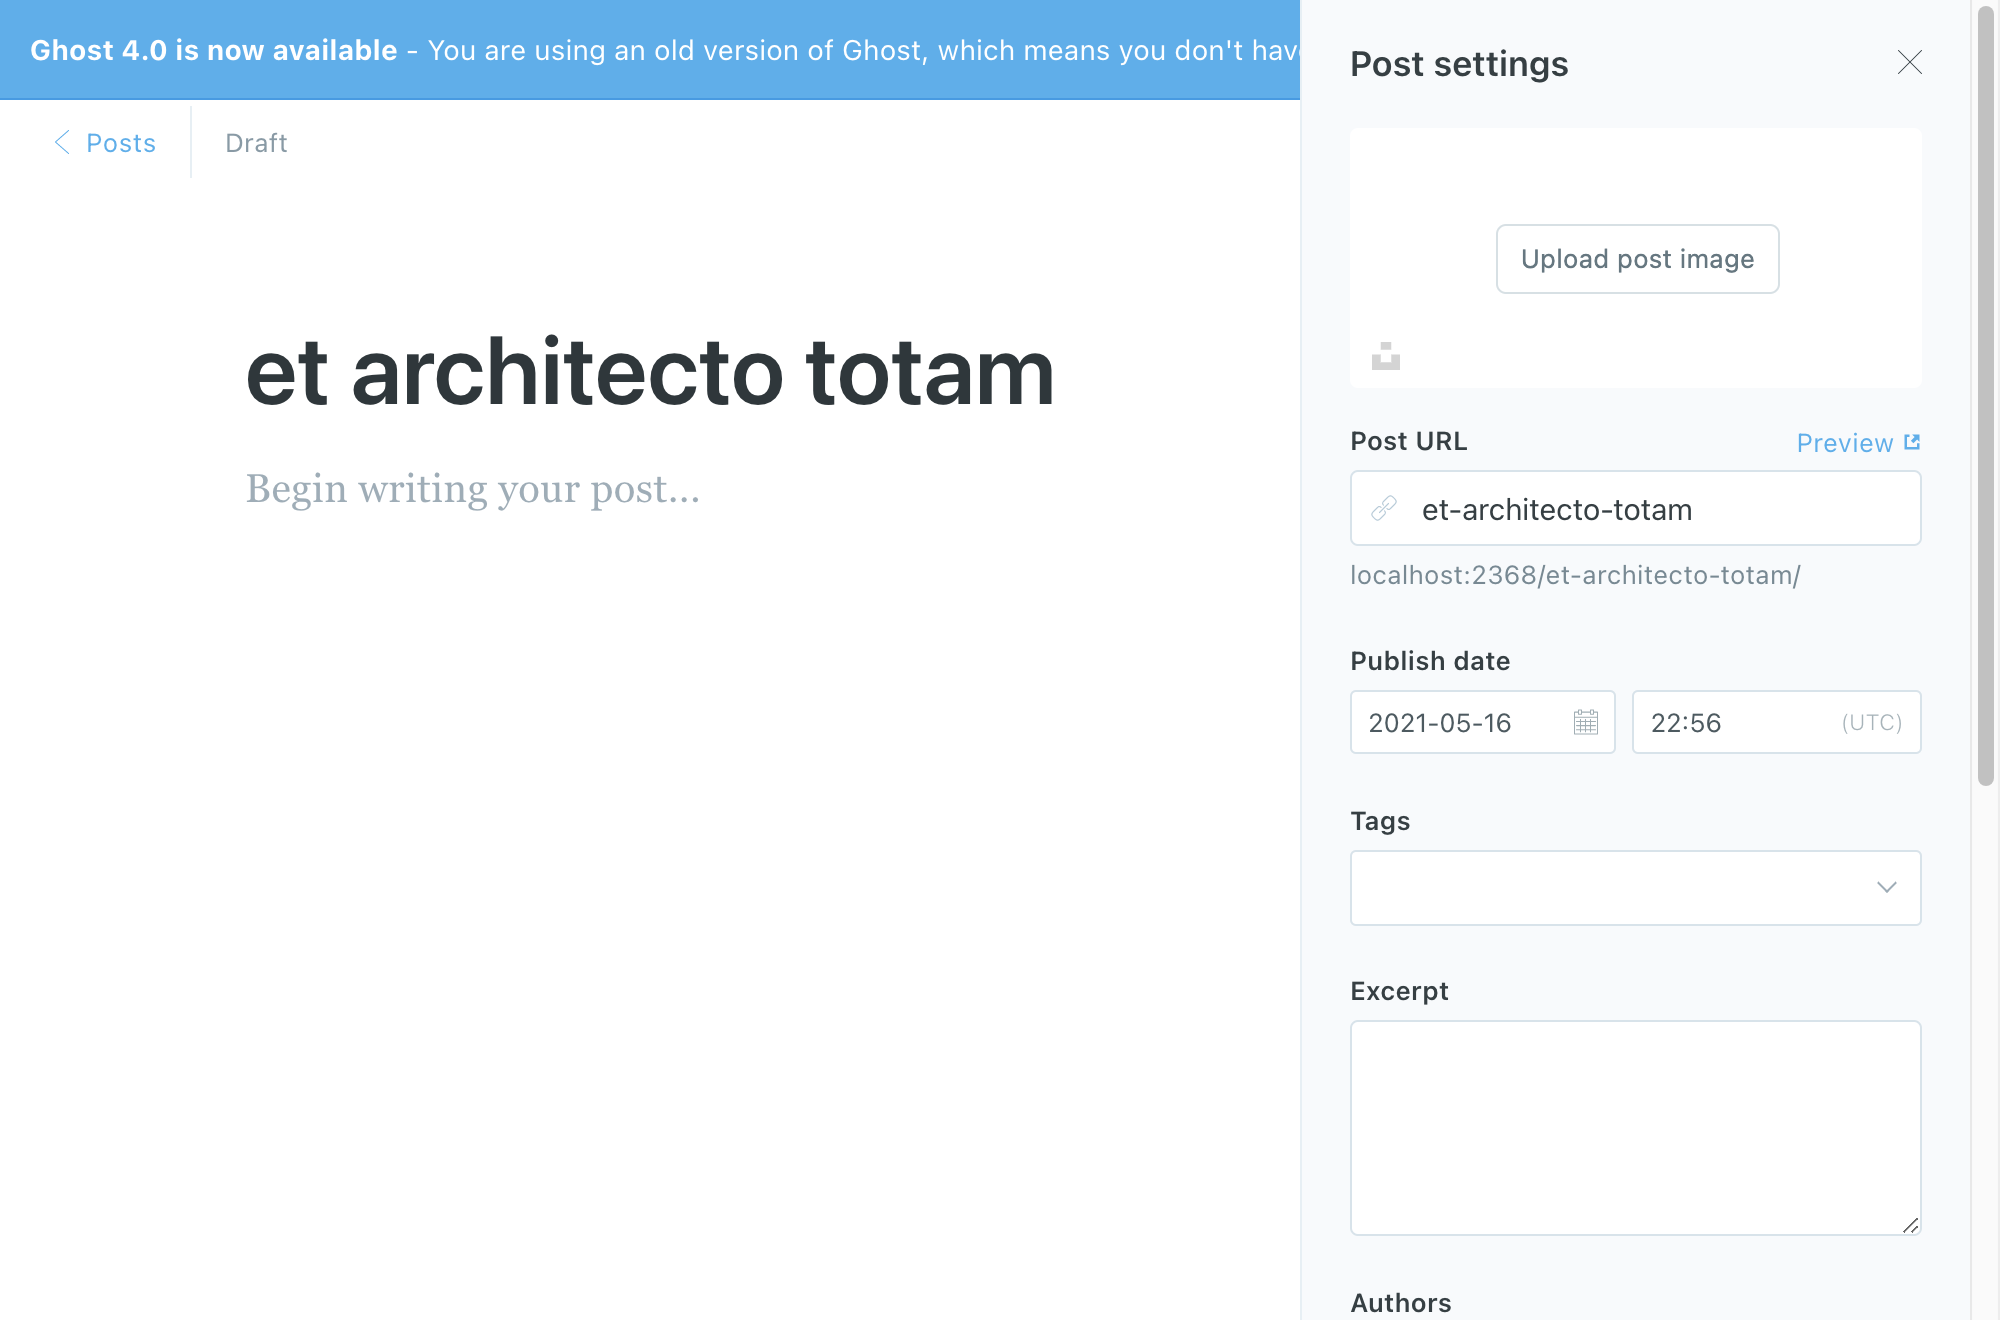 Ghost 4.0 is now available - You are using an old version of Ghost, which means you don't have
Posts
Draft
et architecto totam
Begin writing your post...
Post settings
Upload post image
Post URL
Preview
et-architecto-totam
localhost:2368/et-architecto-totam/
Publish date
2021-05-16
22:56
(UTC)
Tags
Excerpt
Authors